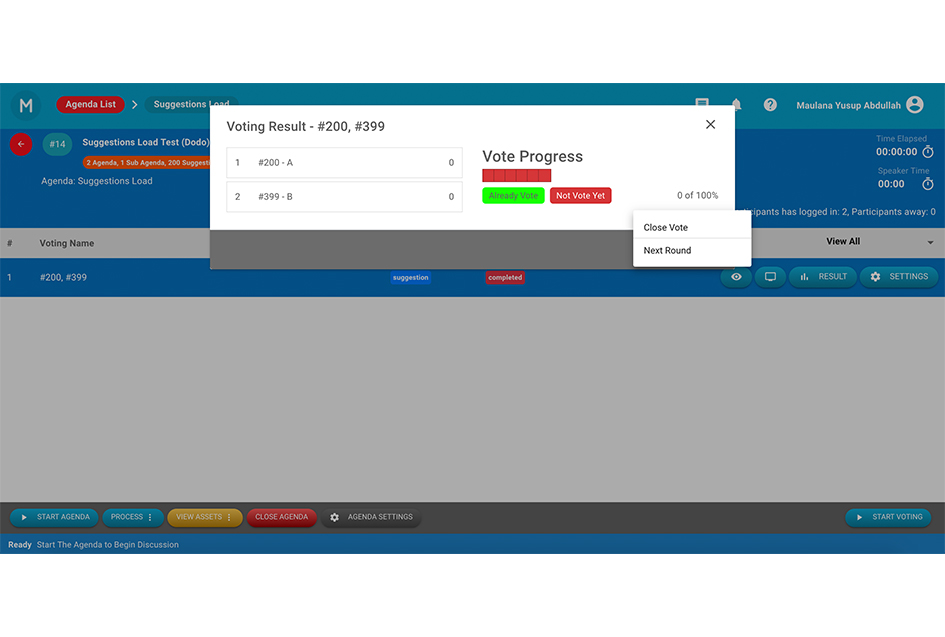 M
Agenda List
Suggestions Load
Maulana Yusup Abdullah
#14
Suggestions Load Test (Dodo)
2 Agenda, 1 Sub Agenda, 200 Suggesti
Agenda: Suggestions Load
Time Elapsed
00:00:00
Speaker Time
00:00
ipants has logged in: 2, Participants away: 0
Voting Result - #200, #399
1 #200 - A 0
2 #399 - B 0
Vote Progress
Already Vote Not Vote Yet 0 of 100%
Close Vote
Next Round
# Voting Name View All
1 #200, #399 suggestion completed RESULT SETTINGS
START AGENDA PROCESS VIEW ASSETS CLOSE AGENDA AGENDA SETTINGS START VOTING
Ready Start The Agenda to Begin Discussion